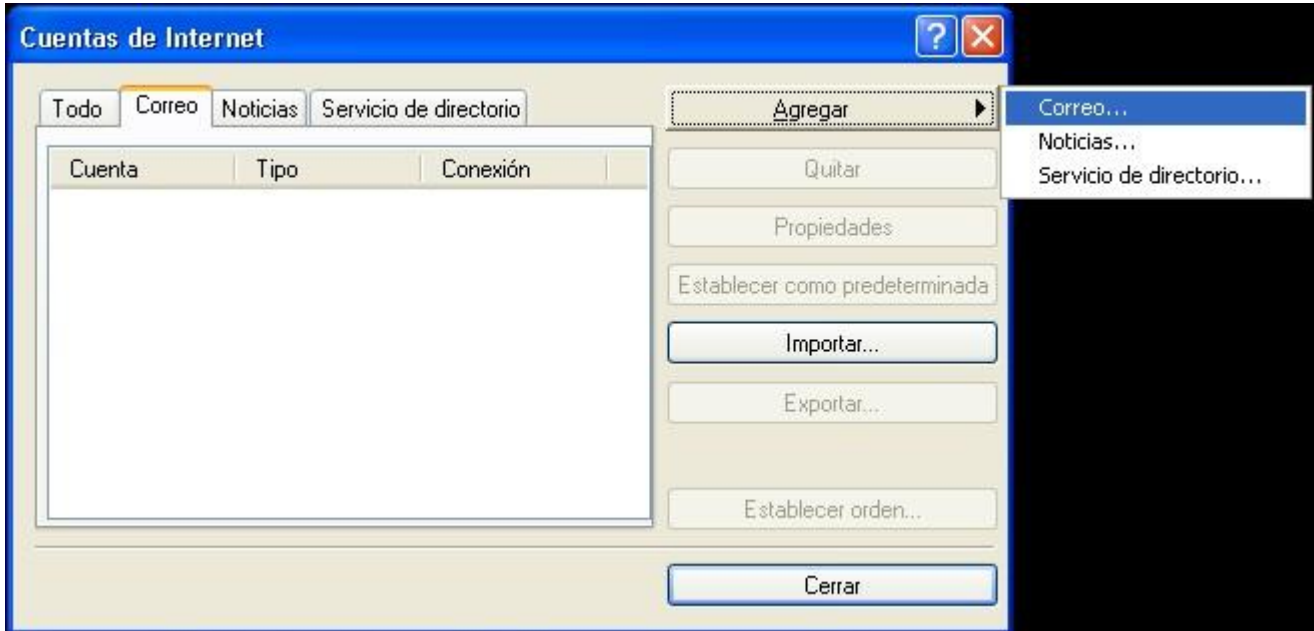 Cuentas de Internet
Todo Correo Noticias Servicio de directorio
Cuenta Tipo Conexión
Agregar
Quitar
Propiedades
Establecer como predeterminada
Importar...
Exportar...
Establecer orden...
Cerrar
Correo...
Noticias...
Servicio de directorio...